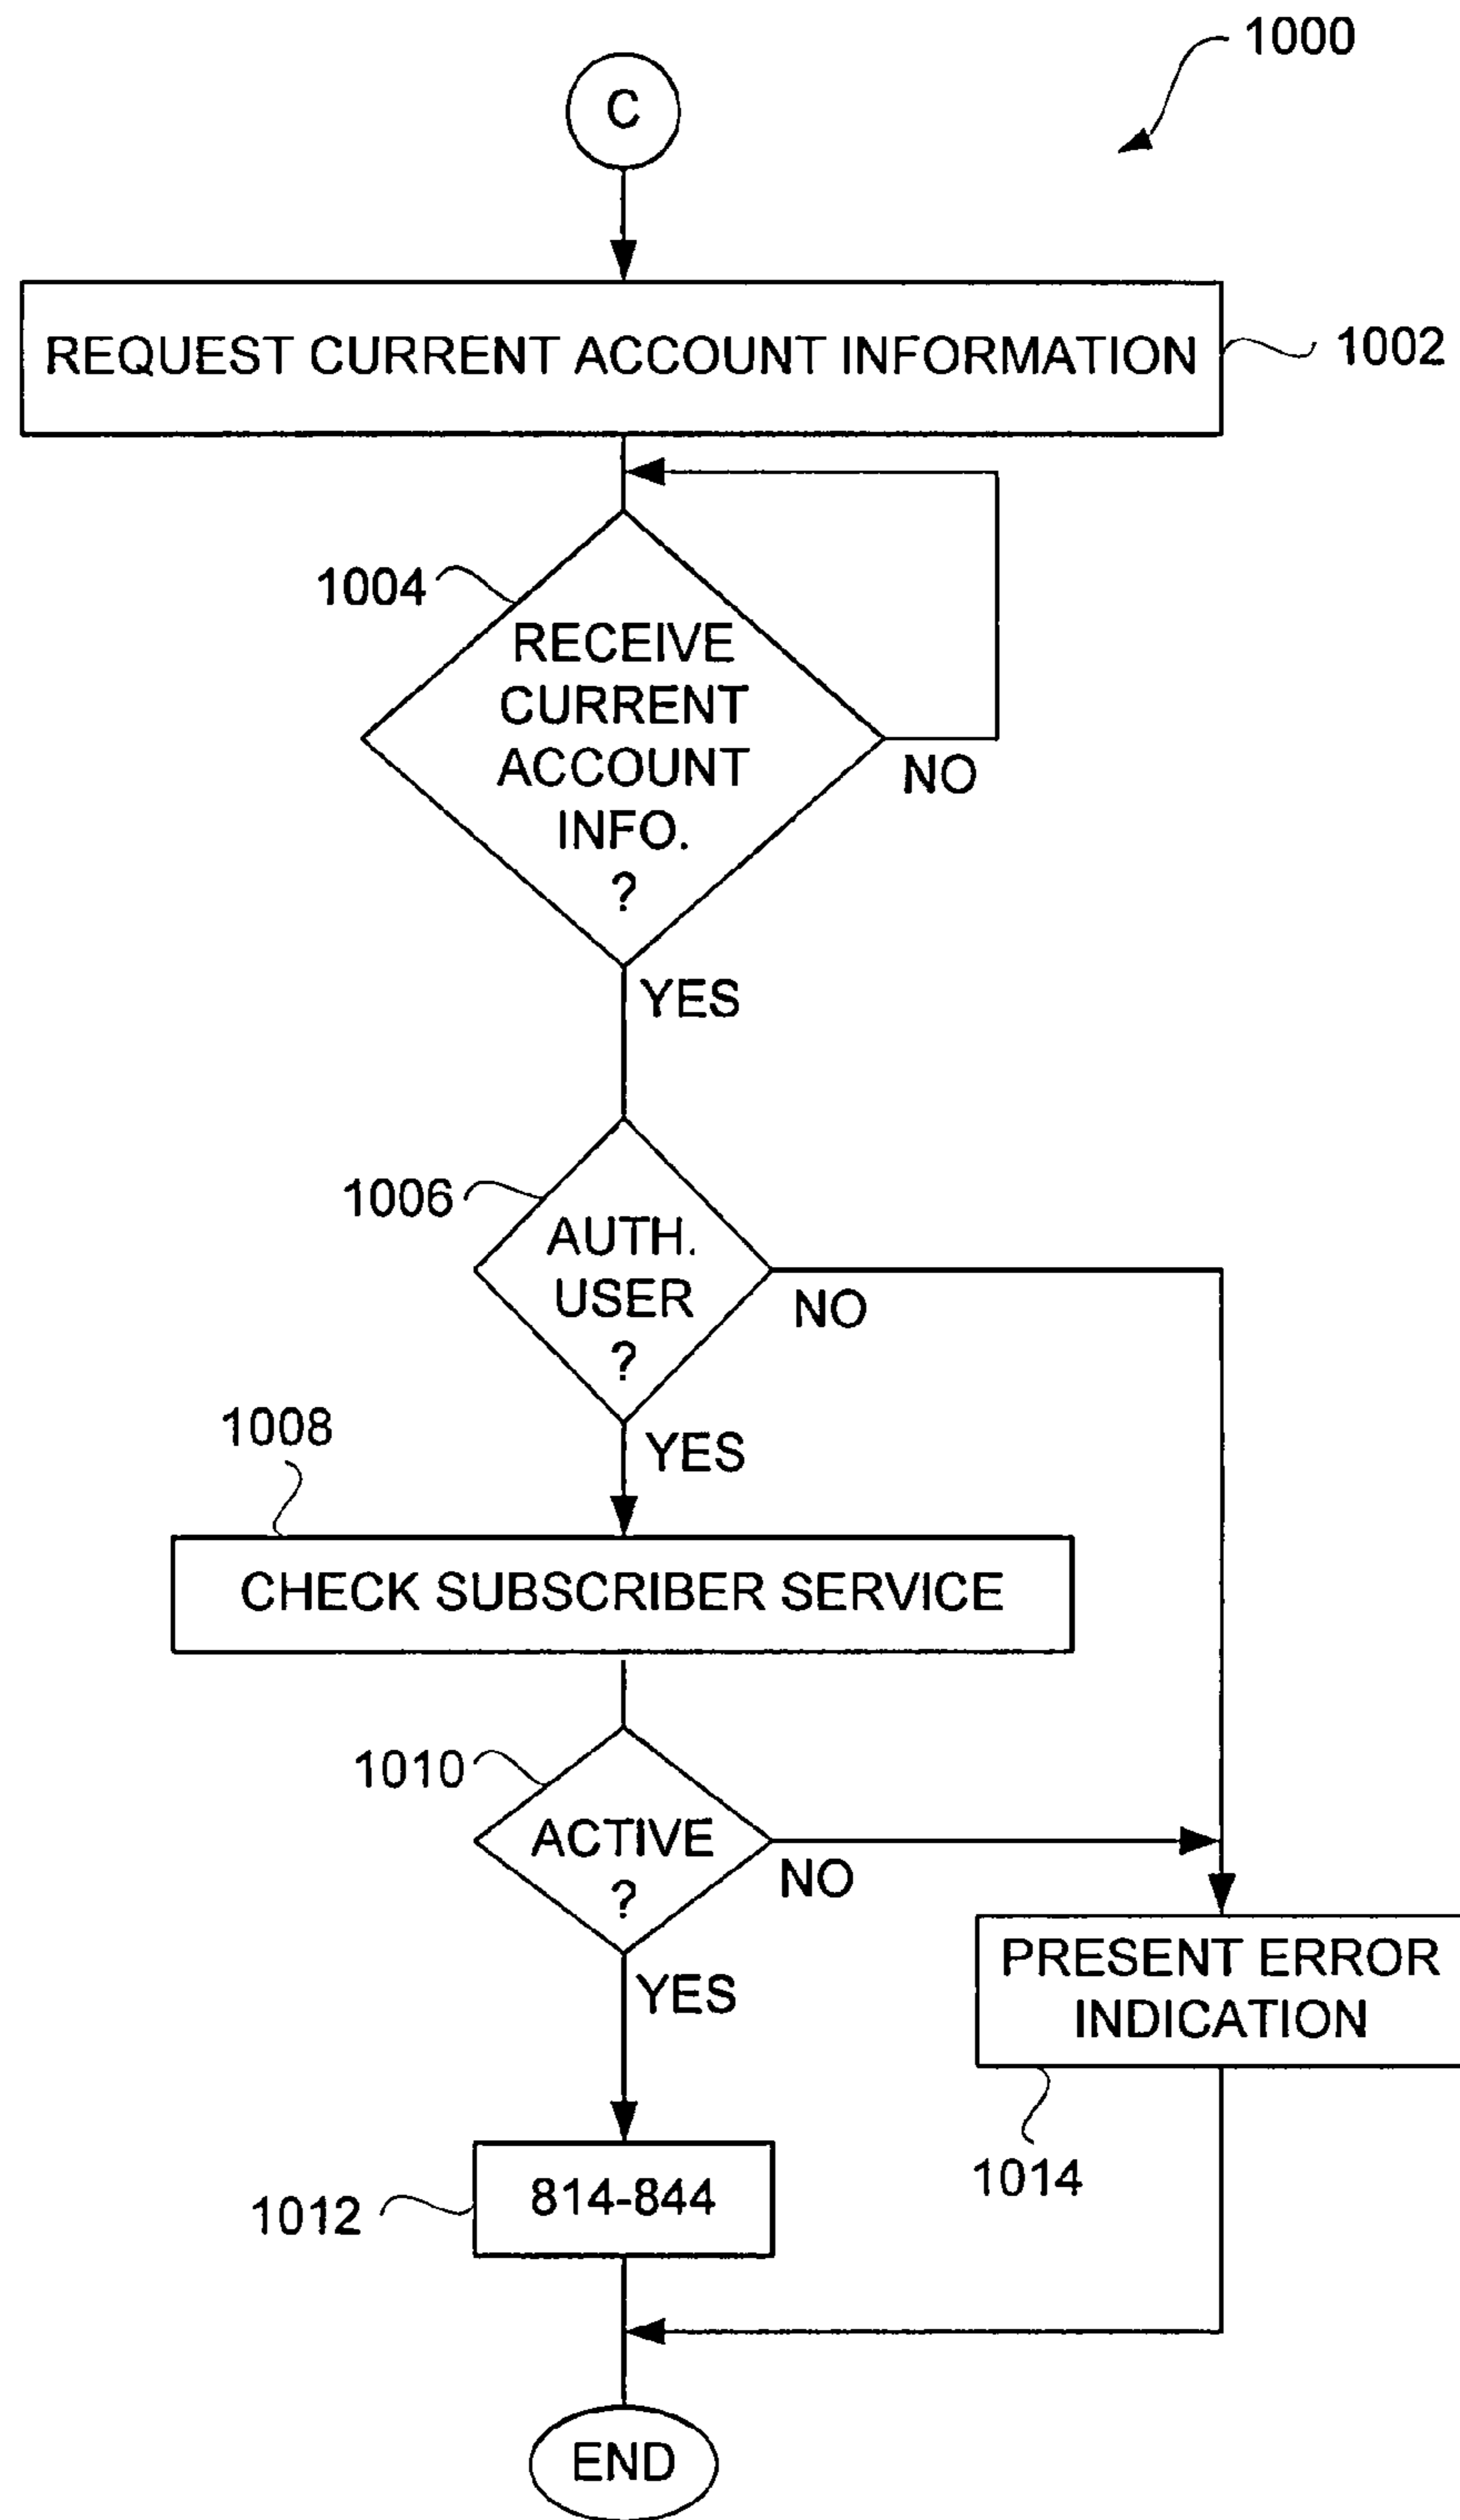 1000
C
REQUEST CURRENT ACCOUNT INFORMATION
1002
1004
RECEIVE
CURRENT
ACCOUNT
INFO.
?
NO
YES
1006
AUTH.
USER
?
NO
YES
1008
CHECK SUBSCRIBER SERVICE
1010
ACTIVE
?
NO
YES
PRESENT ERROR
INDICATION
1014
814-844
1012
END